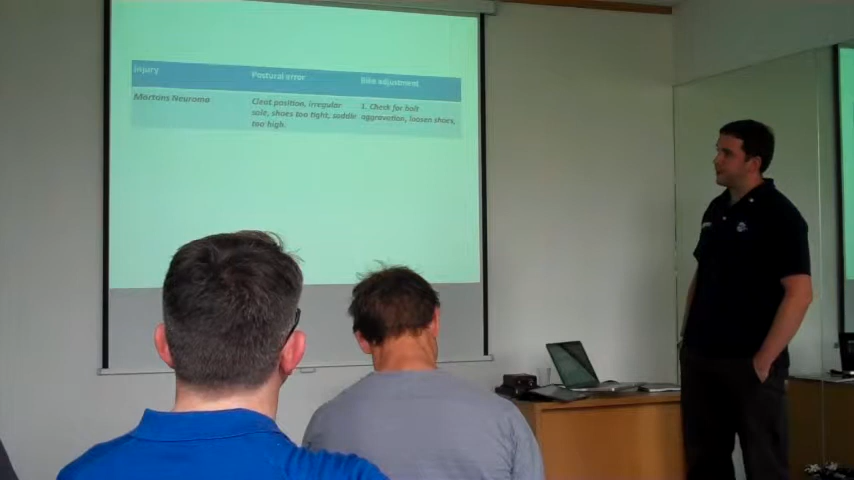 Injury
Postural error
Bike adjustment
Mortons Neuroma
Cleat position, irregular
sole, shoes too tight, saddle
too high.
1. Check for bolt
aggravation, loosen shoes,